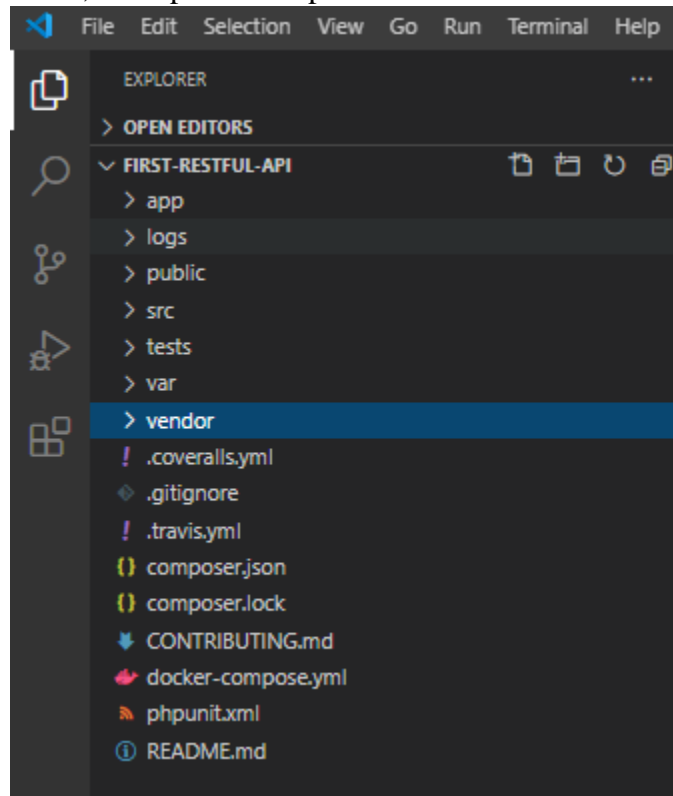 File Edit Selection View Go Run Terminal Help
EXPLORER
OPEN EDITORS
FIRST-RESTFUL-API
app
logs
public
src
tests
var
vendor
.coveralls.yml
.gitignore
.travis.yml
composer.json
composer.lock
CONTRIBUTING.md
docker-compose.yml
phpunit.xml
README.md